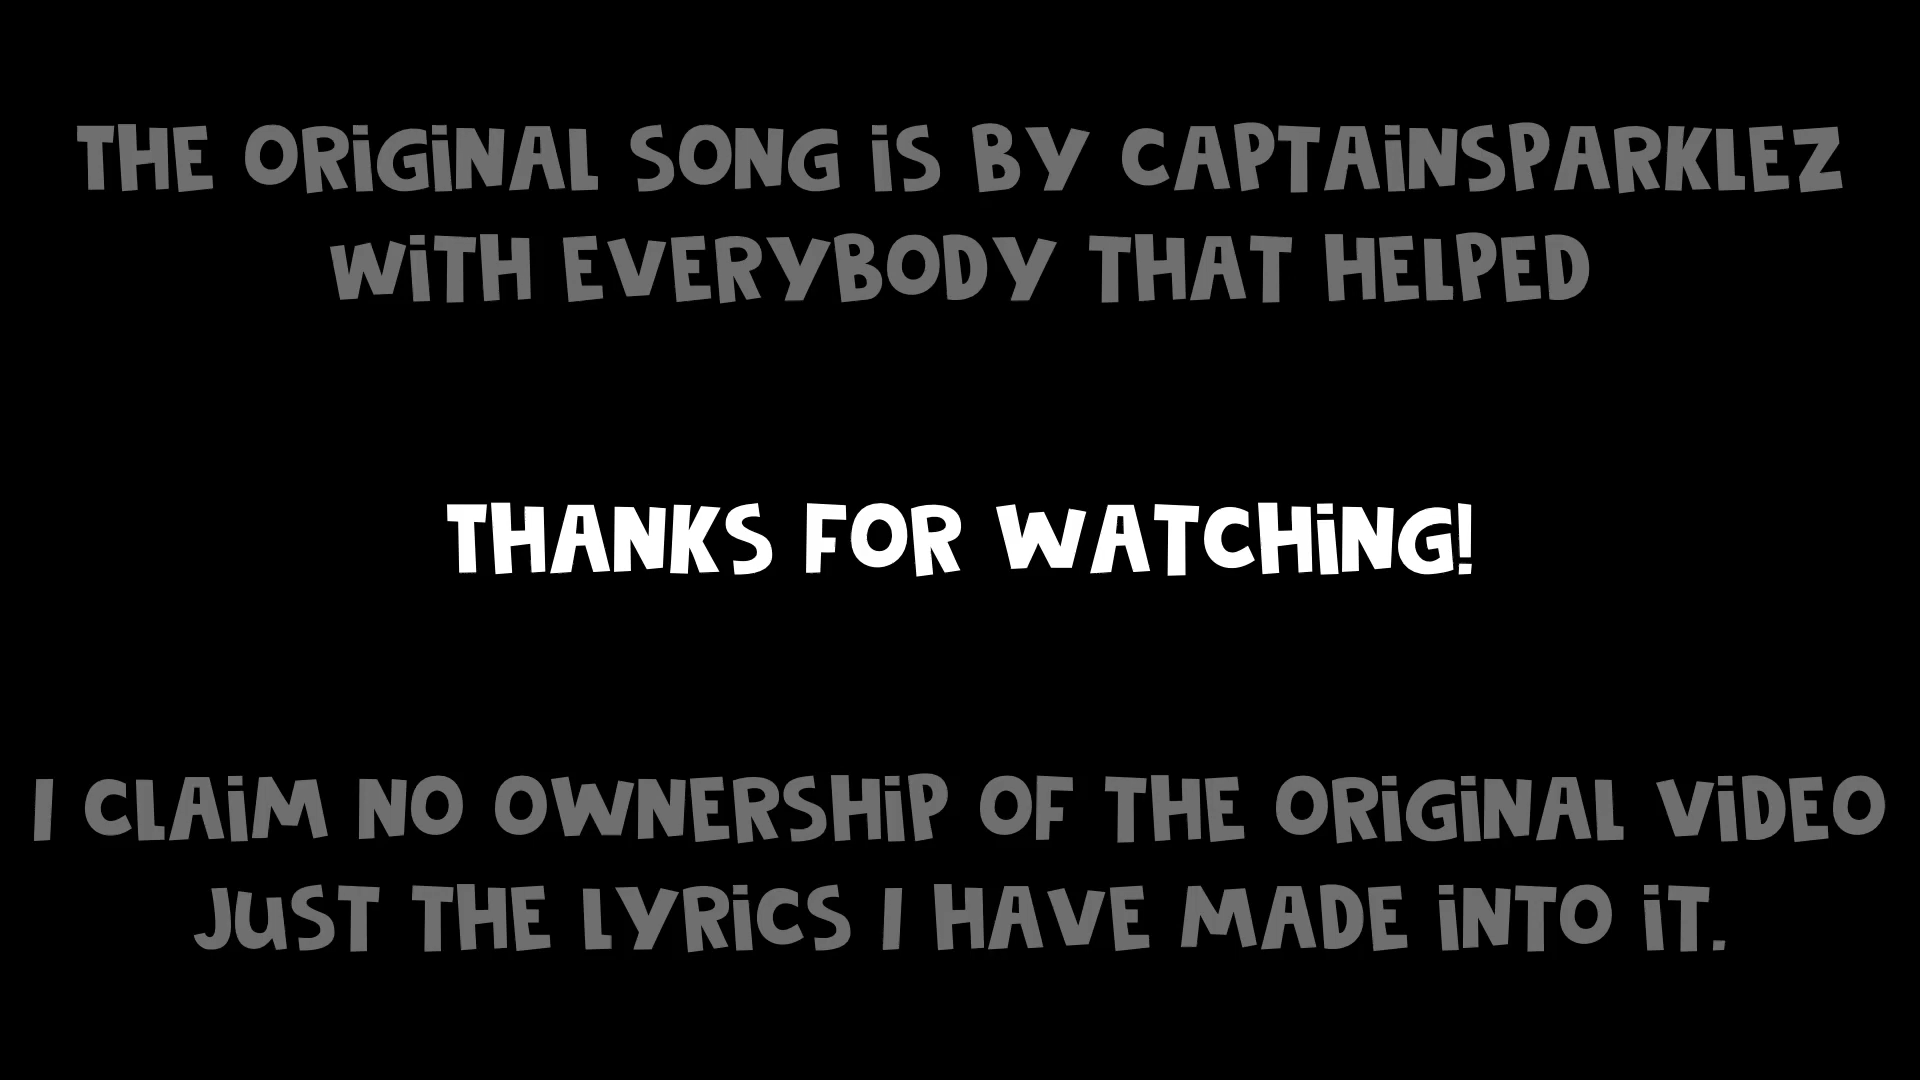 THE ORiGiNAL SONG iS BY CAPTAiNSPARKLEZ
WiTH EVERYBODY THAT HELPED
THANKS FOR WATCHiNG!
I CLAiM NO OWNERSHiP OF THE ORiGiNAL ViDEO
JUST THE LYRiCS I HAVE MADE iNTO iT.